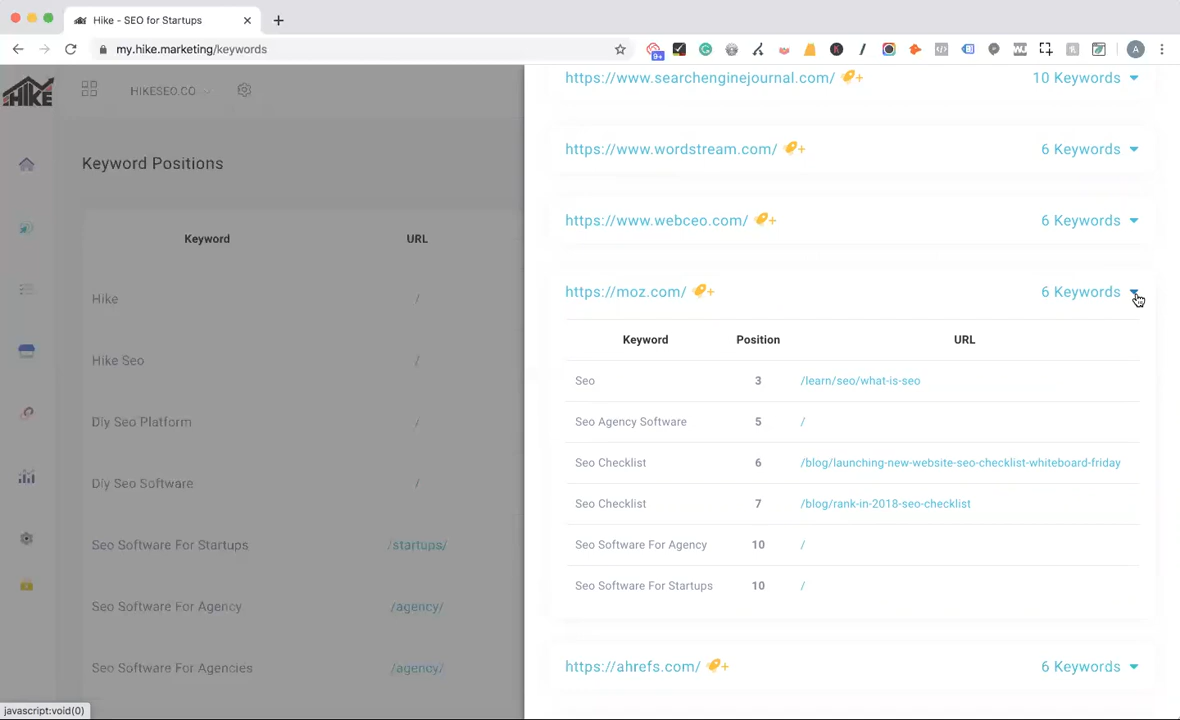 Hike - SEO for Startups
my.hike.marketing/keywords
9+
A
HIKE
HIKESEO.CO
Keyword Positions
Keyword URL
Hike /
Hike Seo /
Diy Seo Platform /
Diy Seo Software /
Seo Software For Startups /startups/
Seo Software For Agency /agency/
Seo Software For Agencies /agency/
https://www.searchenginejournal.com/ + 10 Keywords
https://www.wordstream.com/ + 6 Keywords
https://www.webceo.com/ + 6 Keywords
https://moz.com/ + 6 Keywords
Keyword Position URL
Seo 3 /learn/seo/what-is-seo
Seo Agency Software 5 /
Seo Checklist 6 /blog/launching-new-website-seo-checklist-whiteboard-friday
Seo Checklist 7 /blog/rank-in-2018-seo-checklist
Seo Software For Agency 10 /
Seo Software For Startups 10 /
https://ahrefs.com/ + 6 Keywords
javascript:void(0)